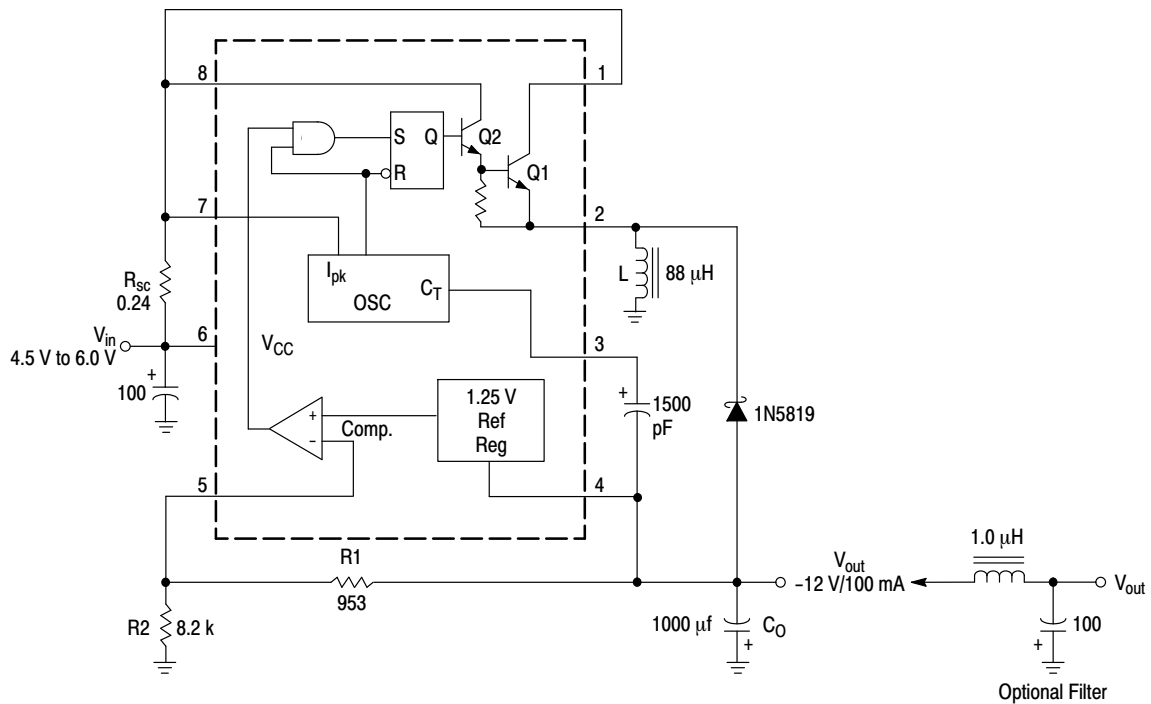 8
1
S
Q
Q2
R
Q1
7
2
Ipk
CT
OSC
L
88 μH
Rsc
0.24
Vin
4.5 V to 6.0 V
6
VCC
3
+
100
1.25 V
Ref
Reg
+
1500
pF
1N5819
+
−
Comp.
5
4
R1
953
1.0 μH
Vout
–12 V/100 mA
Vout
R2
8.2 k
1000 μf
CO
+
100
+
Optional Filter